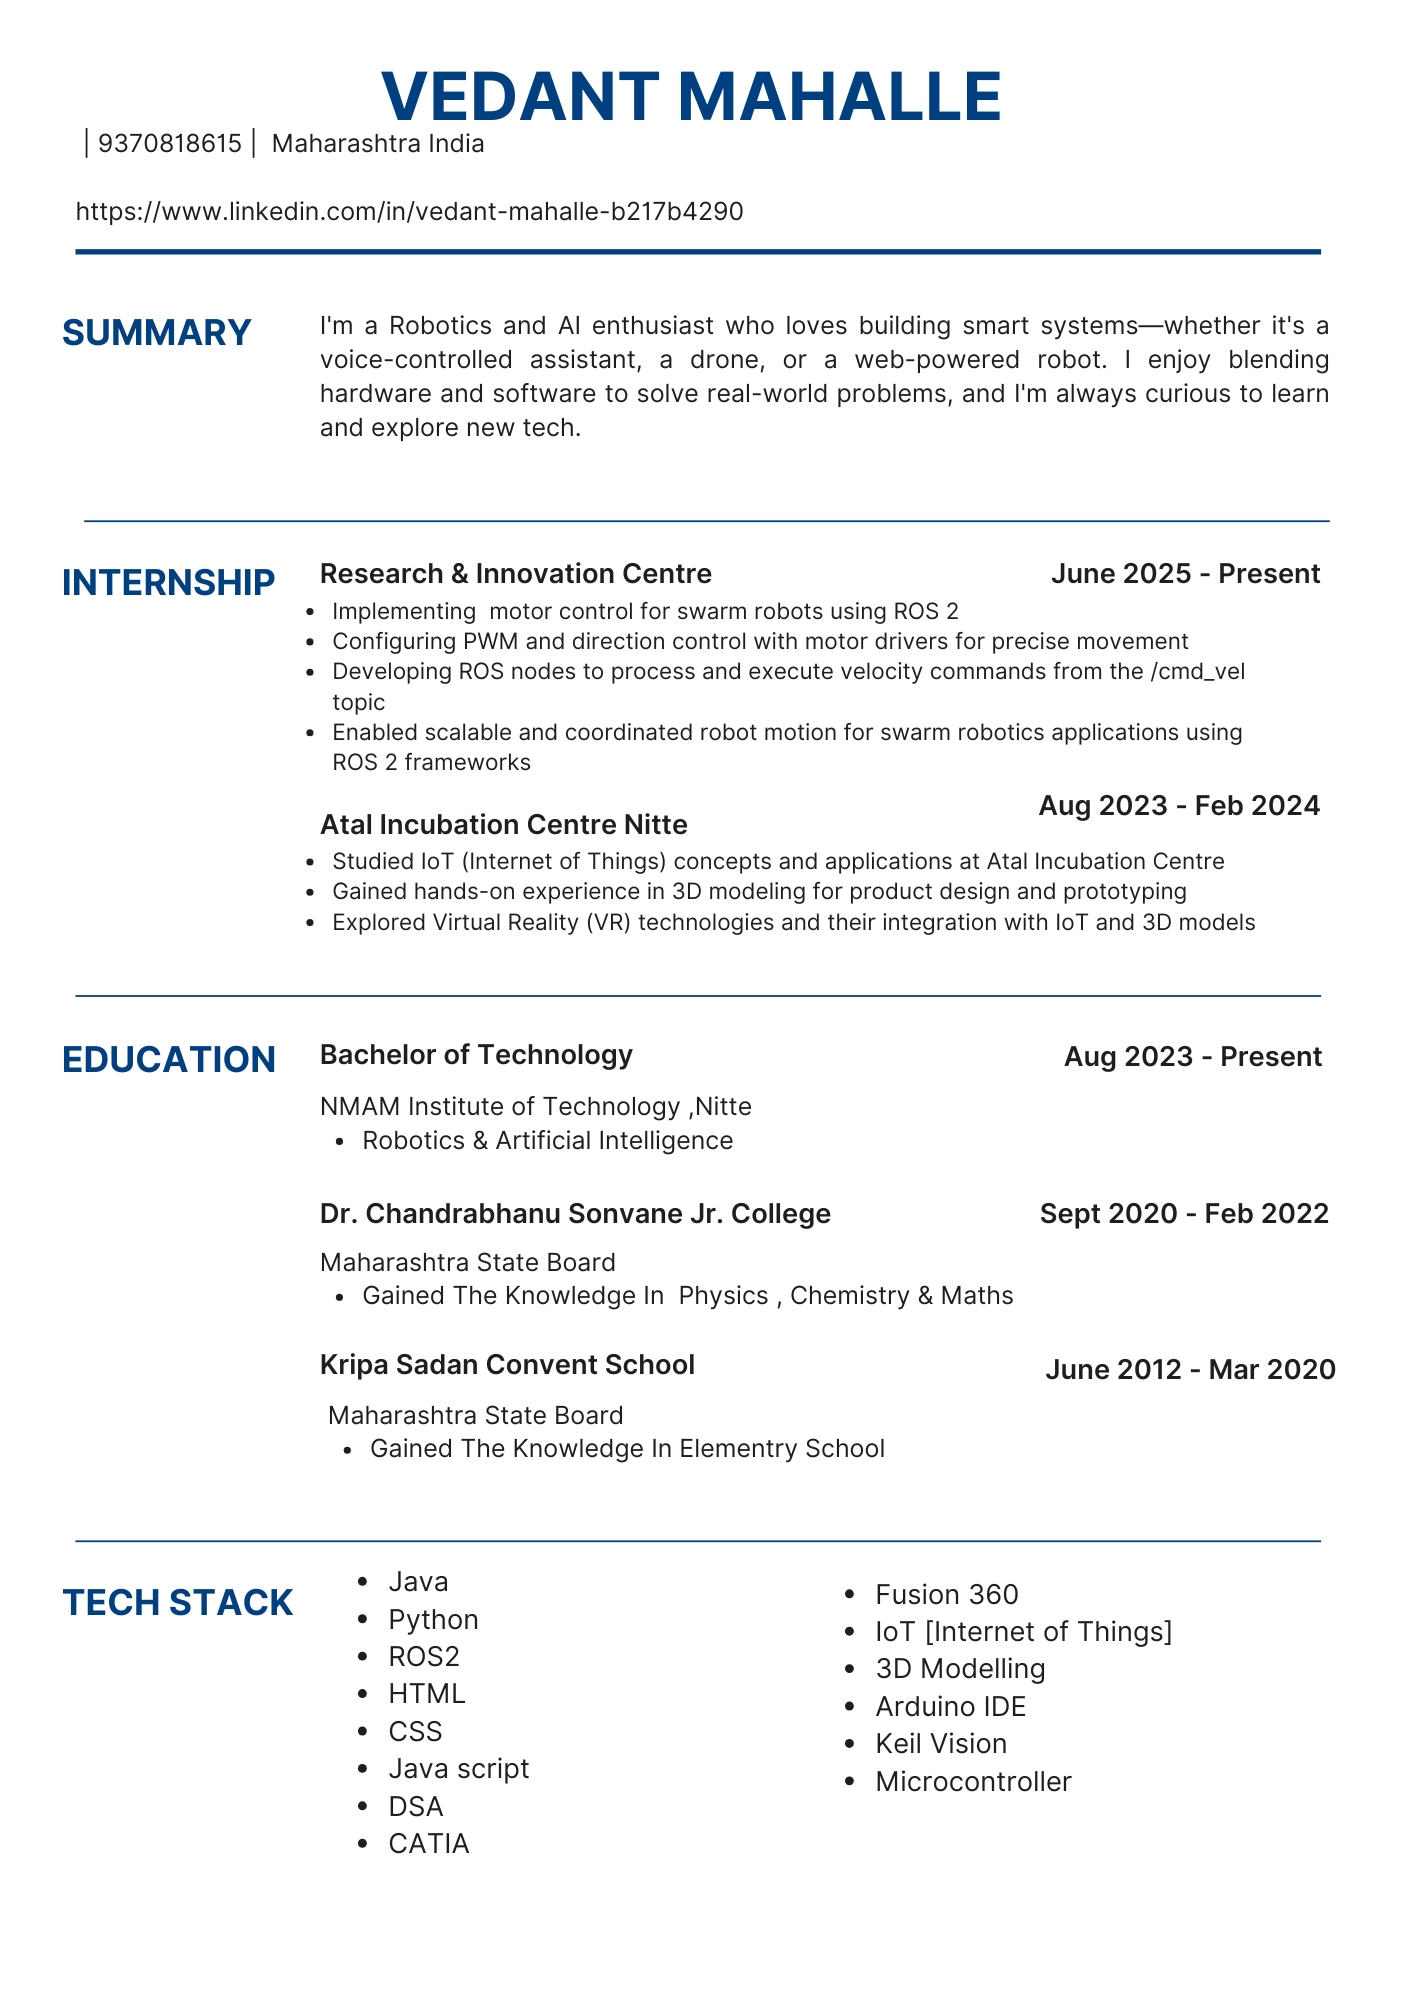 VEDANT MAHALLE
| 9370818615 | Maharashtra India
https://www.linkedin.com/in/vedant-mahalle-b217b4290
SUMMARY
I'm a Robotics and AI enthusiast who loves building smart systems—whether it's a
voice-controlled assistant, a drone, or a web-powered robot. I enjoy blending
hardware and software to solve real-world problems, and I'm always curious to learn
and explore new tech.
INTERNSHIP
Research & Innovation Centre
June 2025 - Present
• Implementing motor control for swarm robots using ROS 2
• Configuring PWM and direction control with motor drivers for precise movement
• Developing ROS nodes to process and execute velocity commands from the /cmd_vel
topic
• Enabled scalable and coordinated robot motion for swarm robotics applications using
ROS 2 frameworks
Atal Incubation Centre Nitte
Aug 2023 - Feb 2024
• Studied IoT (Internet of Things) concepts and applications at Atal Incubation Centre
• Gained hands-on experience in 3D modeling for product design and prototyping
• Explored Virtual Reality (VR) technologies and their integration with IoT and 3D models
EDUCATION
Bachelor of Technology
Aug 2023 - Present
NMAM Institute of Technology ,Nitte
• Robotics & Artificial Intelligence
Dr. Chandrabhanu Sonvane Jr. College
Sept 2020 - Feb 2022
Maharashtra State Board
• Gained The Knowledge In Physics , Chemistry & Maths
Kripa Sadan Convent School
June 2012 - Mar 2020
Maharashtra State Board
• Gained The Knowledge In Elementry School
TECH STACK
• Java
• Python
• ROS2
• HTML
• CSS
• Java script
• DSA
• CATIA
• Fusion 360
• IoT [Internet of Things]
• 3D Modelling
• Arduino IDE
• Keil Vision
• Microcontroller